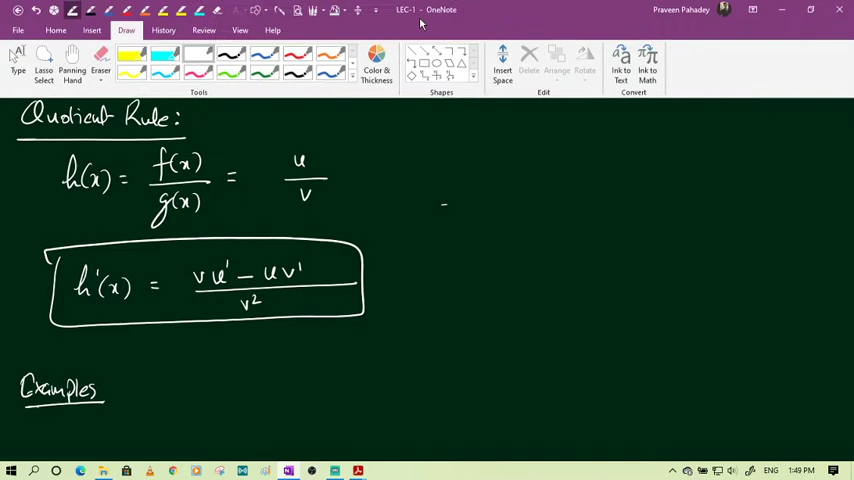 LEC-1 - OneNote
Praveen Pahadey
File Home Insert Draw History Review View Help
Type
Lasso Select
Panning Hand
Eraser
Color & Thickness
Insert Space
Delete
Arrange
Rotate
Ink to Text
Ink to Math
Tools
Shapes
Edit
Convert
Quotient Rule:
h(x) = f(x)/g(x) = u/v
h'(x) = (vu' - uv')/v²
Examples
ENG 1:49 PM